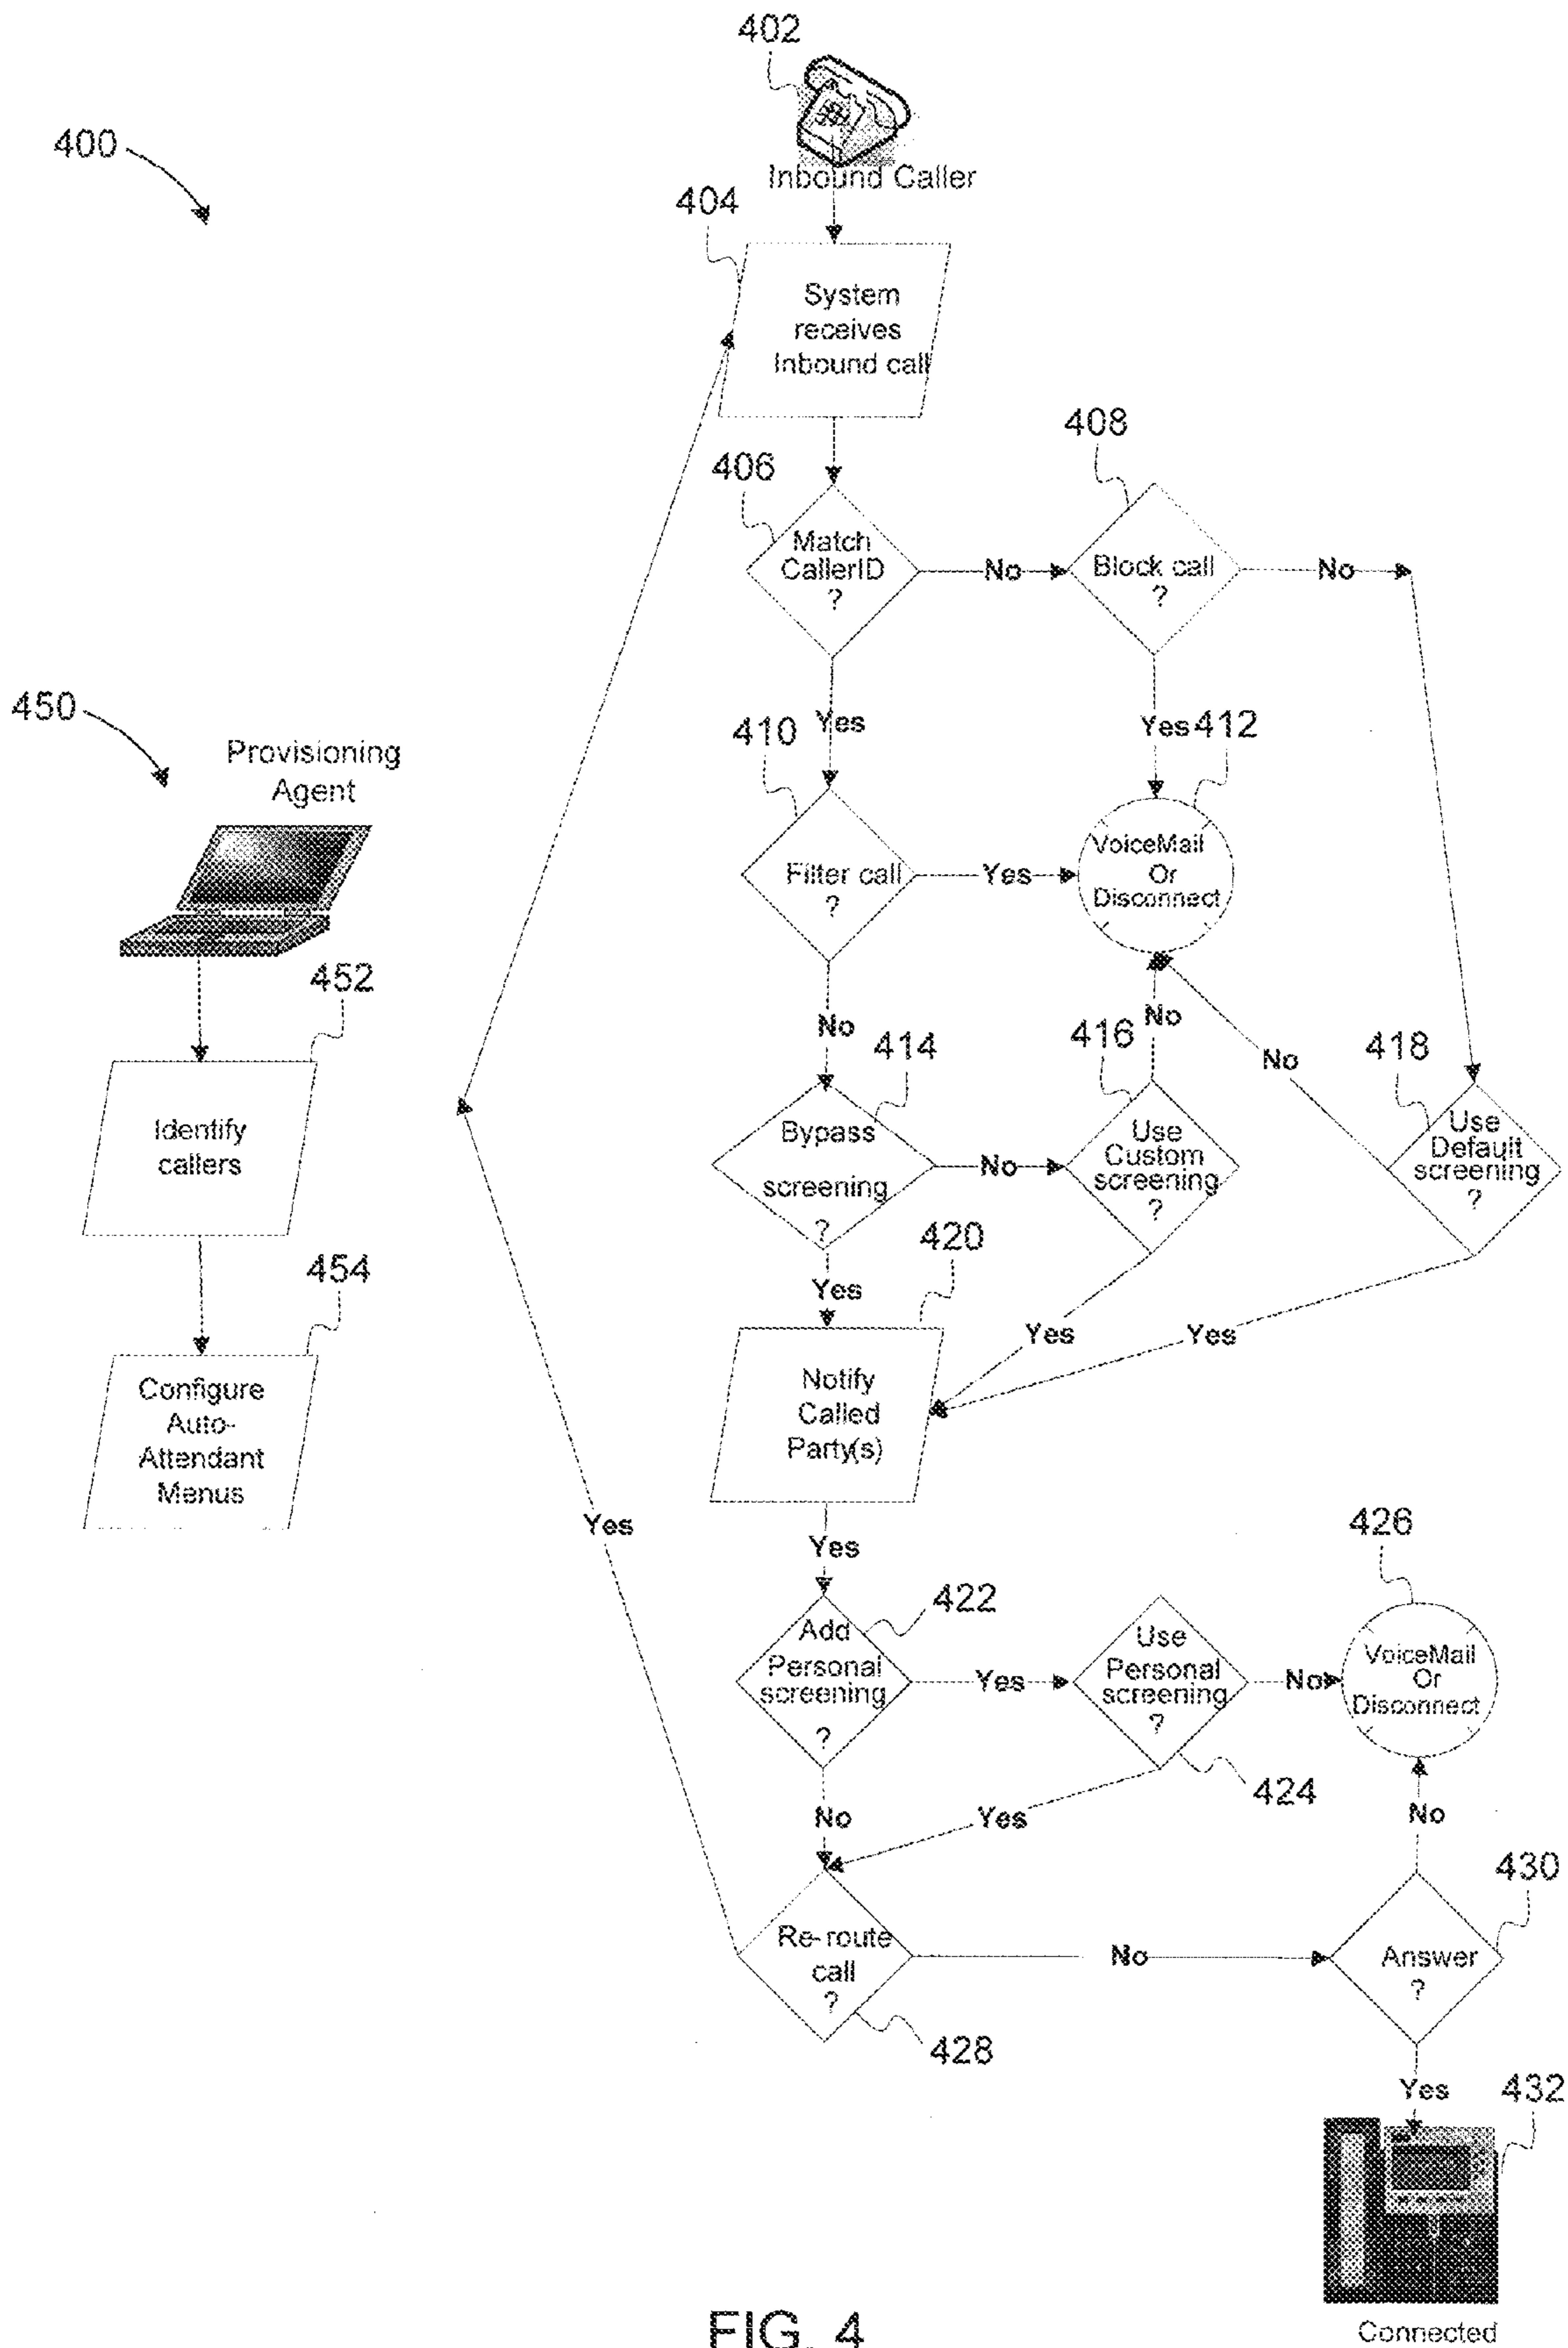 402
400
Inbound Caller
404
System
receives
Inbound call
408
406
Match
CallerID
?
No
Block call
?
No
450
Provisioning
Agent
Yes
410
Yes
412
Filter call
?
Yes
VoiceMail
Or
Disconnect
452
No
414
416
No
No
418
Identify
callers
Bypass
screening
?
No
Use
Custom
screening
?
Use
Default
screening
?
454
420
Yes
Yes
Yes
Configure
Auto-
Attendant
Menus
Notify
Called
Party(s)
Yes
Yes
426
422
Add
Personal
screening
?
Yes
Use
Personal
screening
?
No
VoiceMail
Or
Disconnect
424
No
Yes
No
430
Re-route
call
?
No
Answer
?
428
Yes
432
Connected
FIG. 4